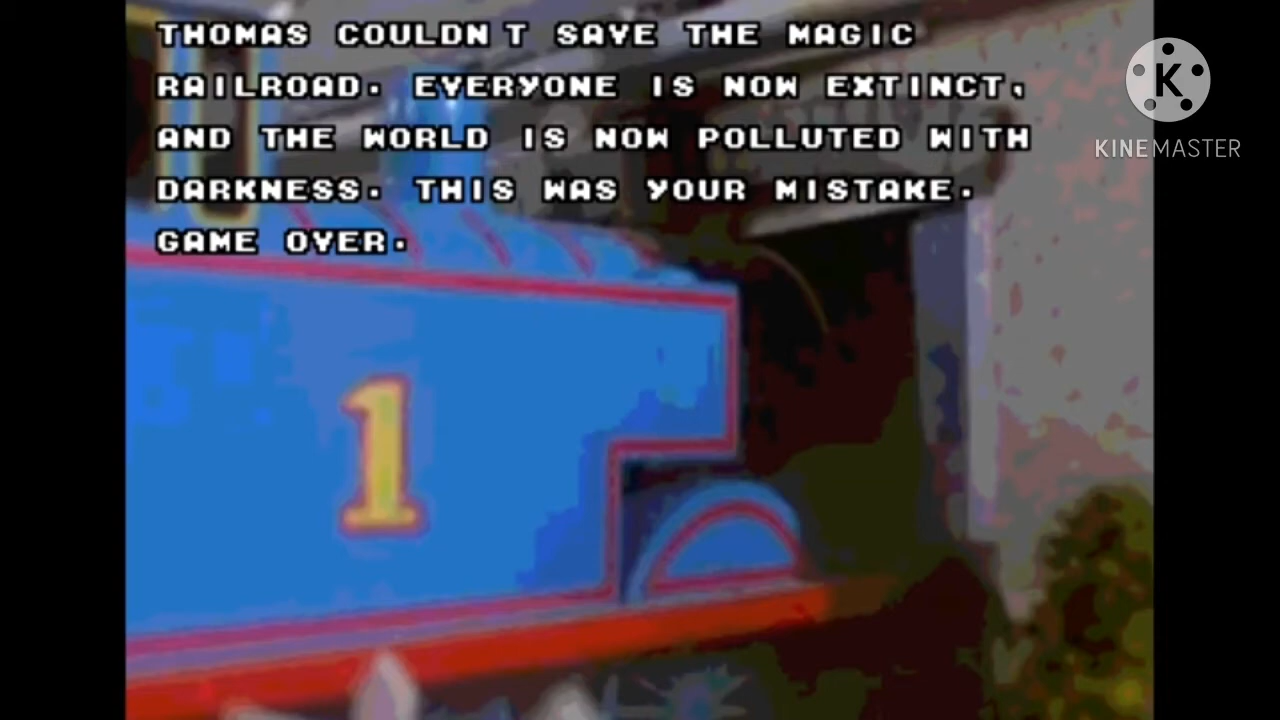 THOMAS COULDN T SAVE THE MAGIC
RAILROAD. EVERYONE IS NOW EXTINCT,
AND THE WORLD IS NOW POLLUTED WITH
DARKNESS. THIS WAS YOUR MISTAKE.
GAME OVER.
K
KINEMASTER
1